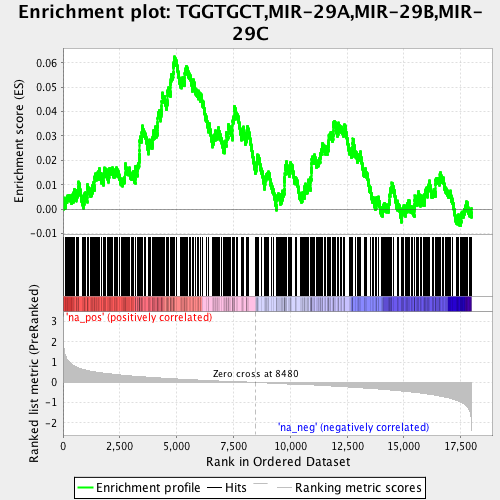 Enrichment plot: TGGTGCT,MIR-29A,MIR-29B,MIR-
29C
Enrichment score (ES)
0.06
0.05
0.04
0.03
0.02
0.01
0.00
-0.01
Ranked list metric (PreRanked)
'na_pos' (positively correlated)
3
2
1
0
-1
-2
Zero cross at 8480
'na_neg' (negatively correlated)
0
2,500
5,000
7,500
10,000
12,500
15,000
17,500
Rank in Ordered Dataset
Enrichment profile
Hits
Ranking metric scores